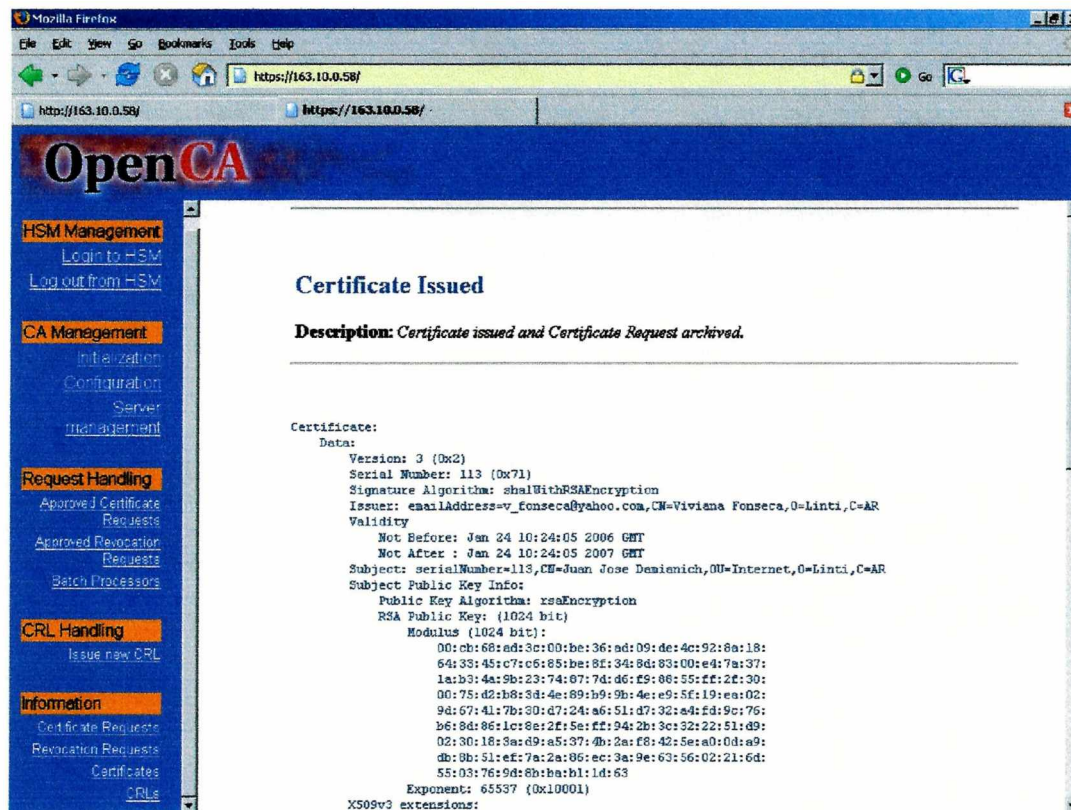 Mozilla Firefox
File Edit View Go Bookmarks Tools Help
https://163.10.0.58/
Go
http://163.10.0.58/
https://163.10.0.58/
OpenCA
HSM Management
Login to HSM
Log out from HSM
CA Management
Initialization
Configuration
Server
management
Request Handling
Approved Certificate
Requests
Approved Revocation
Requests
Batch Processors
CRL Handling
Issue new CRL
Information
Certificate Requests
Revocation Requests
Certificates
CRLs
Certificate Issued
Description: Certificate issued and Certificate Request archived.
Certificate:
Data:
Version: 3 (0x2)
Serial Number: 113 (0x71)
Signature Algorithm: sha1WithRSAEncryption
Issuer: emailAddress=v_fonseca@yahoo.com,CN=Viviana Fonseca,O=Linti,C=AR
Validity
Not Before: Jan 24 10:24:05 2006 GMT
Not After : Jan 24 10:24:05 2007 GMT
Subject: serialNumber=113,CN=Juan Jose Damianich,OU=Internet,O=Linti,C=AR
Subject Public Key Info:
Public Key Algorithm: rsaEncryption
RSA Public Key: (1024 bit)
Modulus (1024 bit):
00:cb:68:ad:3c:00:be:36:ad:09:de:4c:92:8a:18:
64:33:45:c7:c6:85:be:8f:34:8d:83:00:e4:7a:37:
1a:b3:4a:9b:23:74:87:7d:d6:f9:86:55:ff:2f:30:
00:75:d2:b8:3d:4e:89:b9:9b:4e:e9:5f:19:ea:02:
9d:67:41:7b:30:d7:24:a6:51:d7:32:a4:fd:9c:76:
b6:8d:86:1c:8e:2f:5e:ff:94:2b:3c:32:22:51:d9:
02:30:18:3a:d9:a5:37:4b:2a:f8:42:5e:a0:0d:a9:
db:8b:51:ef:7a:2a:86:ec:3a:9e:63:56:02:21:6d:
55:03:76:9d:8b:ba:b1:1d:63
Exponent: 65537 (0x10001)
X509v3 extensions: